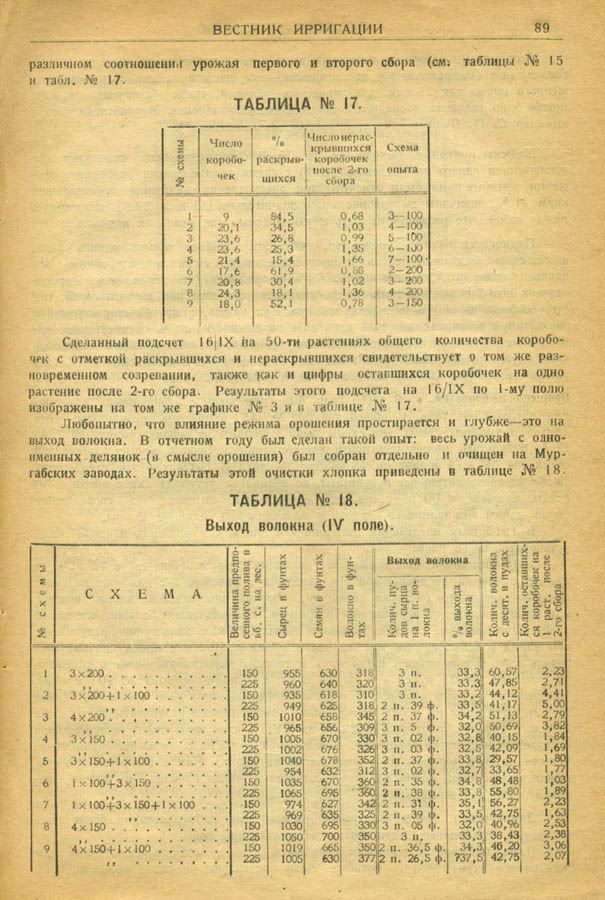 ВЕСТНИК ИРРИГАЦИИ 89
различном соотношении урожая первого и второго сбора (см. таблицы № 15
и табл. № 17.
ТАБЛИЦА № 17.
№ схемы | Число коробо-чек | % раскрыв-шихся | Число нерас-крывшихся коробочек после 2-го сбора | Схема опыта
1 9 84,5 0,68 3—100
2 20,1 34,5 1,03 4—100
3 23,6 26,8 0,99 5—100
4 23,6 25,3 1,35 6—100
5 21,4 15,4 1,66 7—100
6 17,6 61,9 0,88 2—200
7 20,8 30,4 1,02 3—200
8 24,3 18,1 1,36 4—200
9 18,0 52,1 0,78 3—150
Сделанный подсчет 16|IX на 50-ти растениях общего количества коробо-
чек с отметкой раскрывшихся и нераскрывшихся свидетельствует о том же раз-
новременном созревании, также как и цифры оставшихся коробочек на одно
растение после 2-го сбора. Результаты этого подсчета на 16/IX по 1-му полю
изображены на том же графике № 3 и в таблице № 17.
Любопытно, что влияние режима орошения простирается и глубже—это на
выход волокна. В отчетном году был сделан такой опыт: весь урожай с одно-
именных делянок (в смысле орошения) был собран отдельно и очищен на Мур-
габских заводах. Результаты этой очистки хлопка приведены в таблице № 18.
ТАБЛИЦА № 18.
Выход волокна (IV поле).
№ схемы | СХЕМА | Величина предпо-севного полива в кб. с. на дес. | Сырец в фунтах | Семян в фунтах | Волокно в фун-тах | Выход волокна | Колич. пу-дов сырца на 1 п. во-локна | % выхода волокна | Колич. волокна с десят. в пудах | Колич. оставших-ся коробочек на 1 раст. после 2-го сбора
1 3×200 . . . . . . . . 150 955 630 318 3 п. 33,3 60,57 2,23
„ . . . . . . . . 225 960 640 320 3 п. 33,3 47,85 2,71
2 3×200+1×100 . . . . . . 150 935 618 310 3 п. 33,2 44,12 4,41
„ . . . . . . . . 225 949 625 318 2 п. 39 ф. 33,5 41,17 5,00
3 4×200 . . . . . . . . 150 1010 658 345 2 п. 37 ф. 34,2 51,13 2,79
„ . . . . . . . . 225 965 656 309 3 п. 5 ф. 32,0 50,69 3,82
4 3×150 . . . . . . . . 150 1005 670 330 3 п. 02 ф. 32,8 40,15 1,84
„ . . . . . . . . 225 1002 676 326 3 п. 03 ф. 32,5 42,09 1,69
5 3×150+1×100 . . . . . . 150 1040 678 352 2 п. 37 ф. 33,8 29,57 1,80
„ . . . . . . . . 225 954 632 312 3 п. 02 ф. 32,7 33,65 1,77
6 1×100+3×150 . . . . . . 150 1035 670 360 2 п. 35 ф. 34,8 48,48 1,03
„ . . . . . . . . 225 1065 695 360 2 п. 38 ф. 33,8 55,80 1,89
7 1×100+3×150+1×100 . . . 150 974 627 342 2 п. 31 ф. 35,1 56,27 2,23
„ . . . . . . . . 225 969 635 325 2 п. 39 ф. 33,5 42,75 1,63
8 4×150 . . . . . . . . 150 1030 695 330 3 п. 05 ф. 32,0 40,96 2,53
„ . . . . . . . . 225 1050 700 350 3 п. 33,3 38,43 2,38
9 4×150+1×100 . . . . . . 150 1019 665 350 2 п. 36,5 ф. 34,3 46,20 3,06
„ . . . . . . . . 225 1005 630 377 2 п. 26,5 ф. ?37,5 42,75 2,07